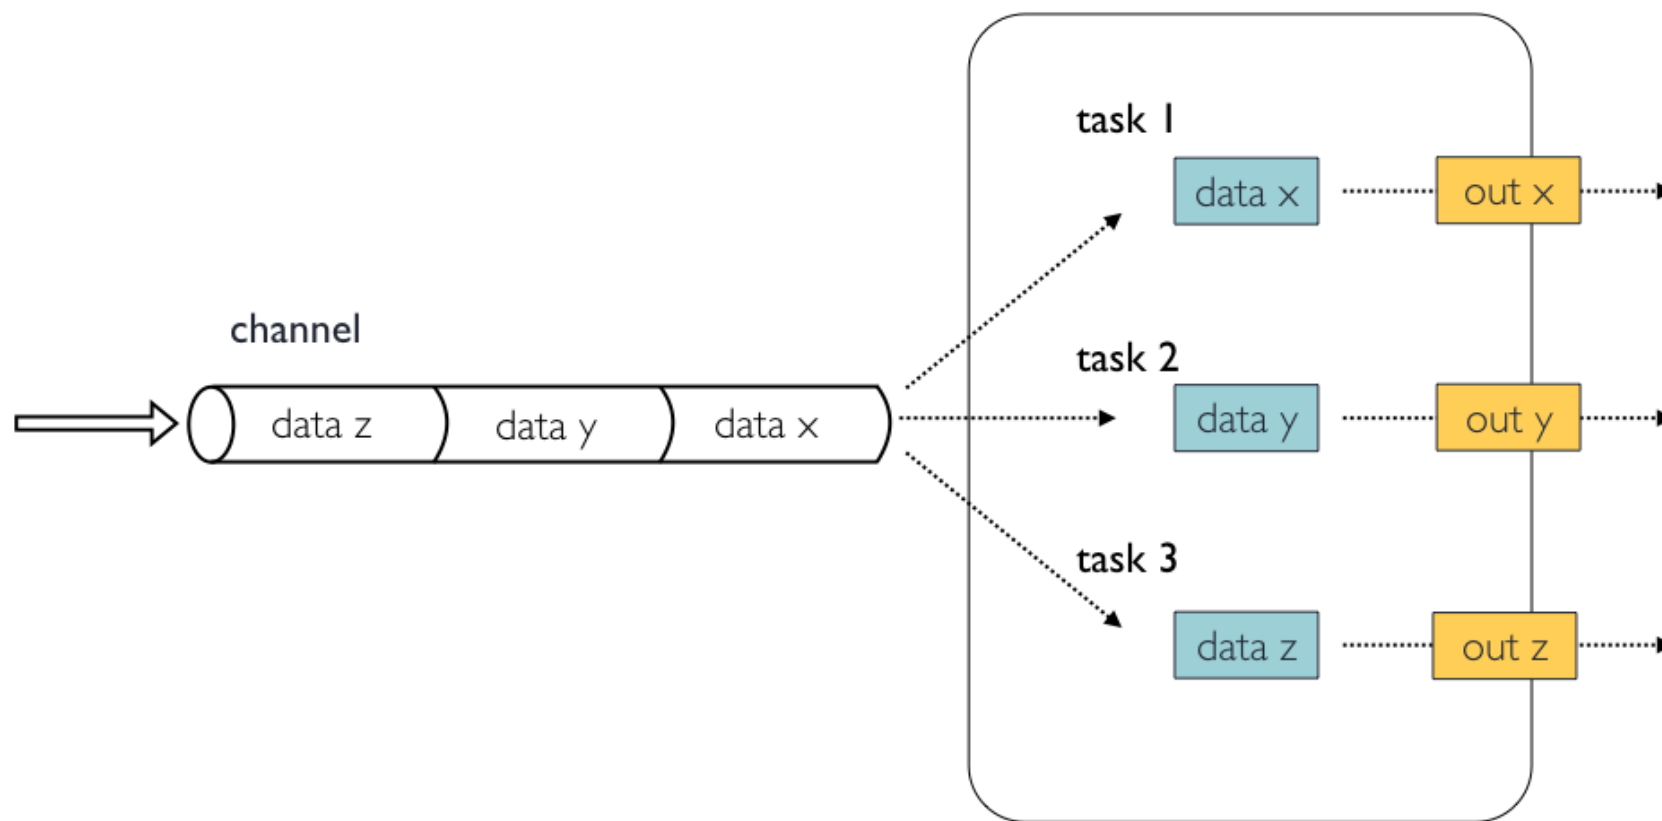 channel
data z
data y
data x
task 1
data x
out x
task 2
data y
out y
task 3
data z
out z